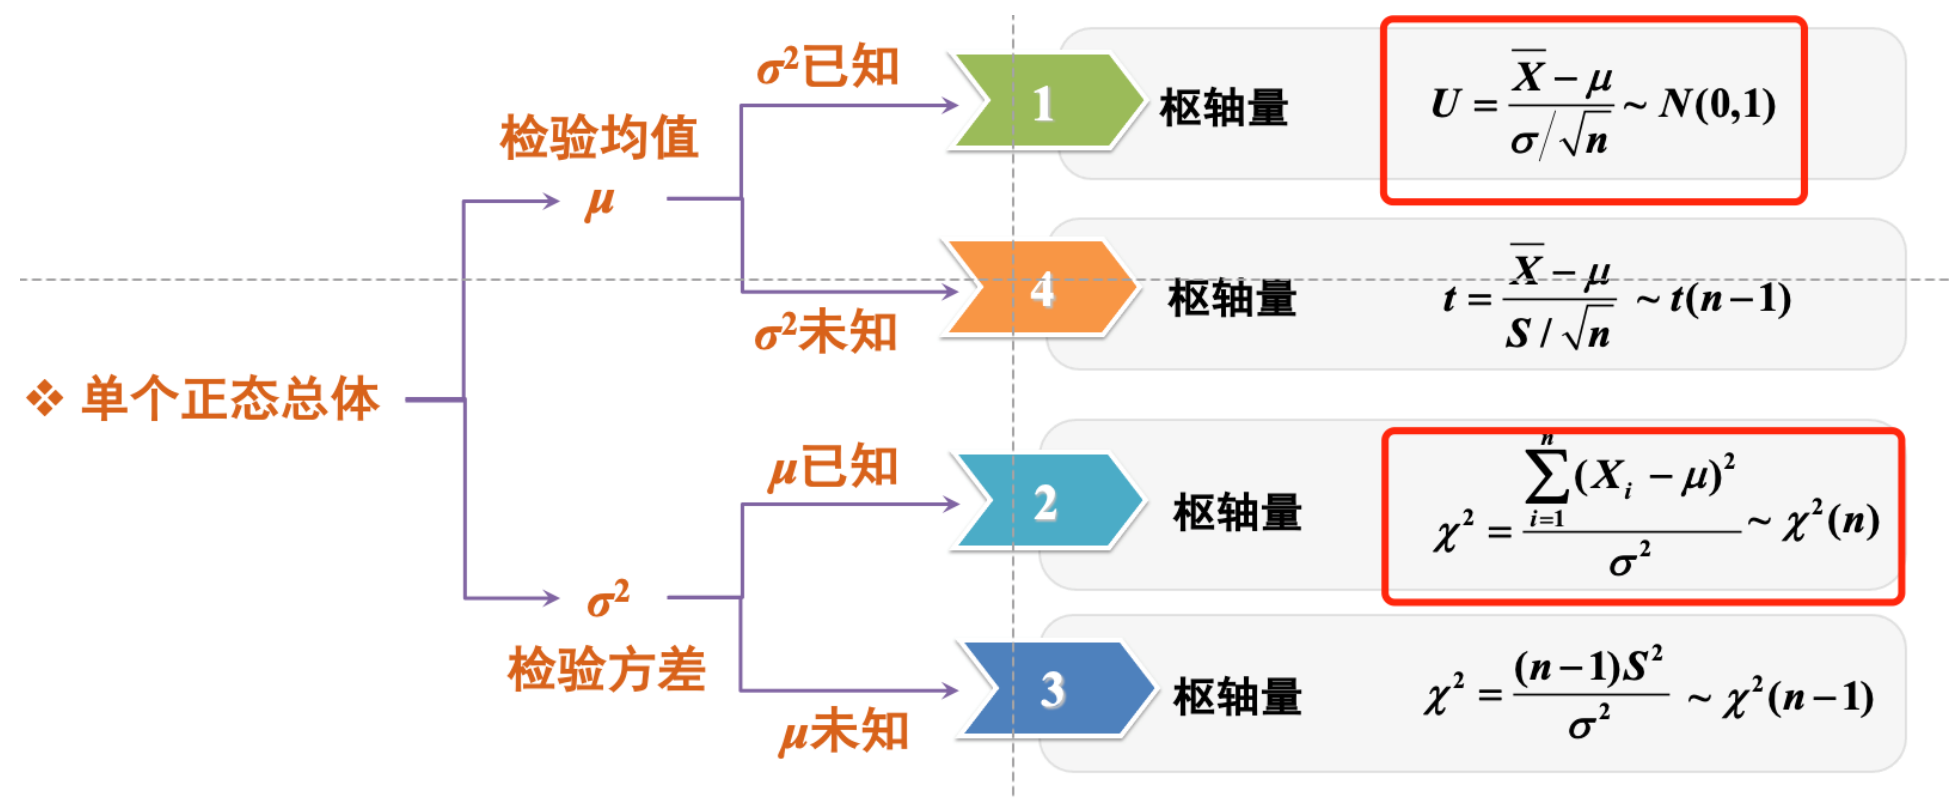 ❖ 单个正态总体
检验均值
μ
σ²已知
1
枢轴量
U = (X̄ − μ) / (σ/√n) ~ N(0,1)
σ²未知
4
枢轴量
t = (X̄ − μ) / (S / √n) ~ t(n−1)
σ²
检验方差
μ已知
2
枢轴量
χ² = ∑ᵢ₌₁ⁿ (Xᵢ − μ)² / σ² ~ χ²(n)
μ未知
3
枢轴量
χ² = (n−1)S² / σ² ~ χ²(n−1)